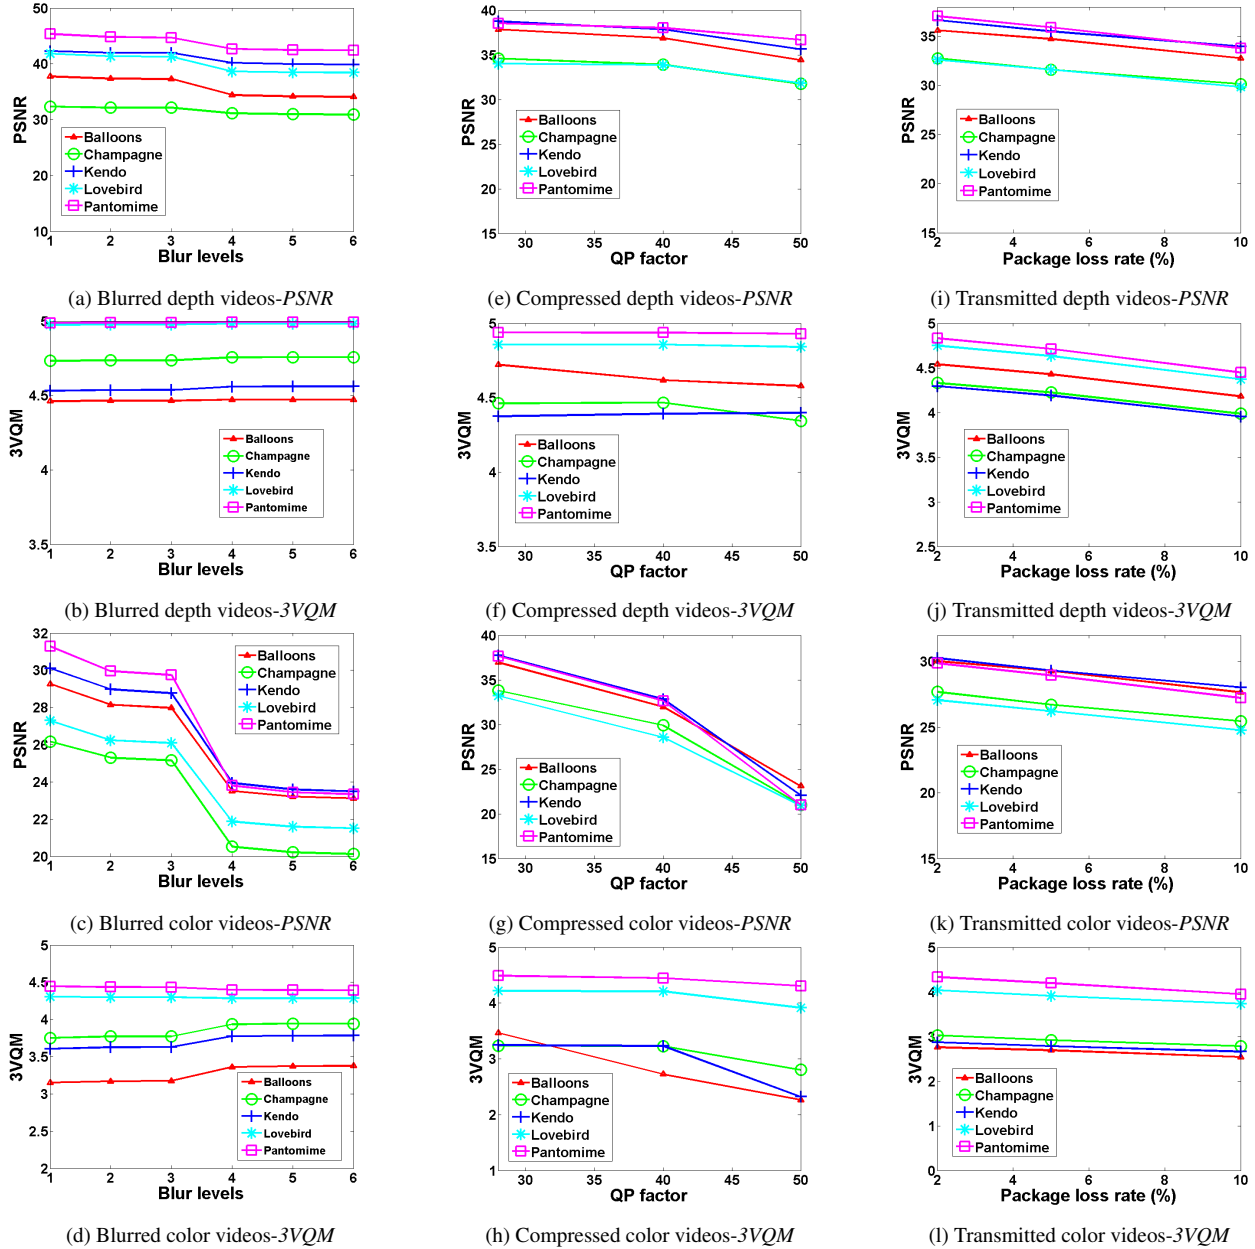 50
40
30
20
10
PSNR
Balloons
Champagne
Kendo
Lovebird
Pantomime
1 2 3 4 5 6
Blur levels
(a) Blurred depth videos-PSNR
40
35
30
25
20
15
PSNR
Balloons
Champagne
Kendo
Lovebird
Pantomime
30 35 40 45 50
QP factor
(e) Compressed depth videos-PSNR
35
30
25
20
15
PSNR
Balloons
Champagne
Kendo
Lovebird
Pantomime
2 4 6 8 10
Package loss rate (%)
(i) Transmitted depth videos-PSNR
5
4.5
4
3.5
3VQM
Balloons
Champagne
Kendo
Lovebird
Pantomime
1 2 3 4 5 6
Blur levels
(b) Blurred depth videos-3VQM
5
4.5
4
3.5
3VQM
Balloons
Champagne
Kendo
Lovebird
Pantomime
30 35 40 45 50
QP factor
(f) Compressed depth videos-3VQM
5
4.5
4
3.5
3
2.5
3VQM
Balloons
Champagne
Kendo
Lovebird
Pantomime
2 4 6 8 10
Package loss rate (%)
(j) Transmitted depth videos-3VQM
32
30
28
26
24
22
20
PSNR
Balloons
Champagne
Kendo
Lovebird
Pantomime
1 2 3 4 5 6
Blur levels
(c) Blurred color videos-PSNR
40
35
30
25
20
15
PSNR
Balloons
Champagne
Kendo
Lovebird
Pantomime
30 35 40 45 50
QP factor
(g) Compressed color videos-PSNR
30
25
20
15
PSNR
Balloons
Champagne
Kendo
Lovebird
Pantomime
2 4 6 8 10
Package loss rate (%)
(k) Transmitted color videos-PSNR
5
4.5
4
3.5
3
2.5
2
3VQM
Balloons
Champagne
Kendo
Lovebird
Pantomime
1 2 3 4 5 6
Blur levels
(d) Blurred color videos-3VQM
5
4
3
2
1
3VQM
Balloons
Champagne
Kendo
Lovebird
Pantomime
30 35 40 45 50
QP factor
(h) Compressed color videos-3VQM
5
4
3
2
1
0
3VQM
Balloons
Champagne
Kendo
Lovebird
Pantomime
2 4 6 8 10
Package loss rate (%)
(l) Transmitted color videos-3VQM